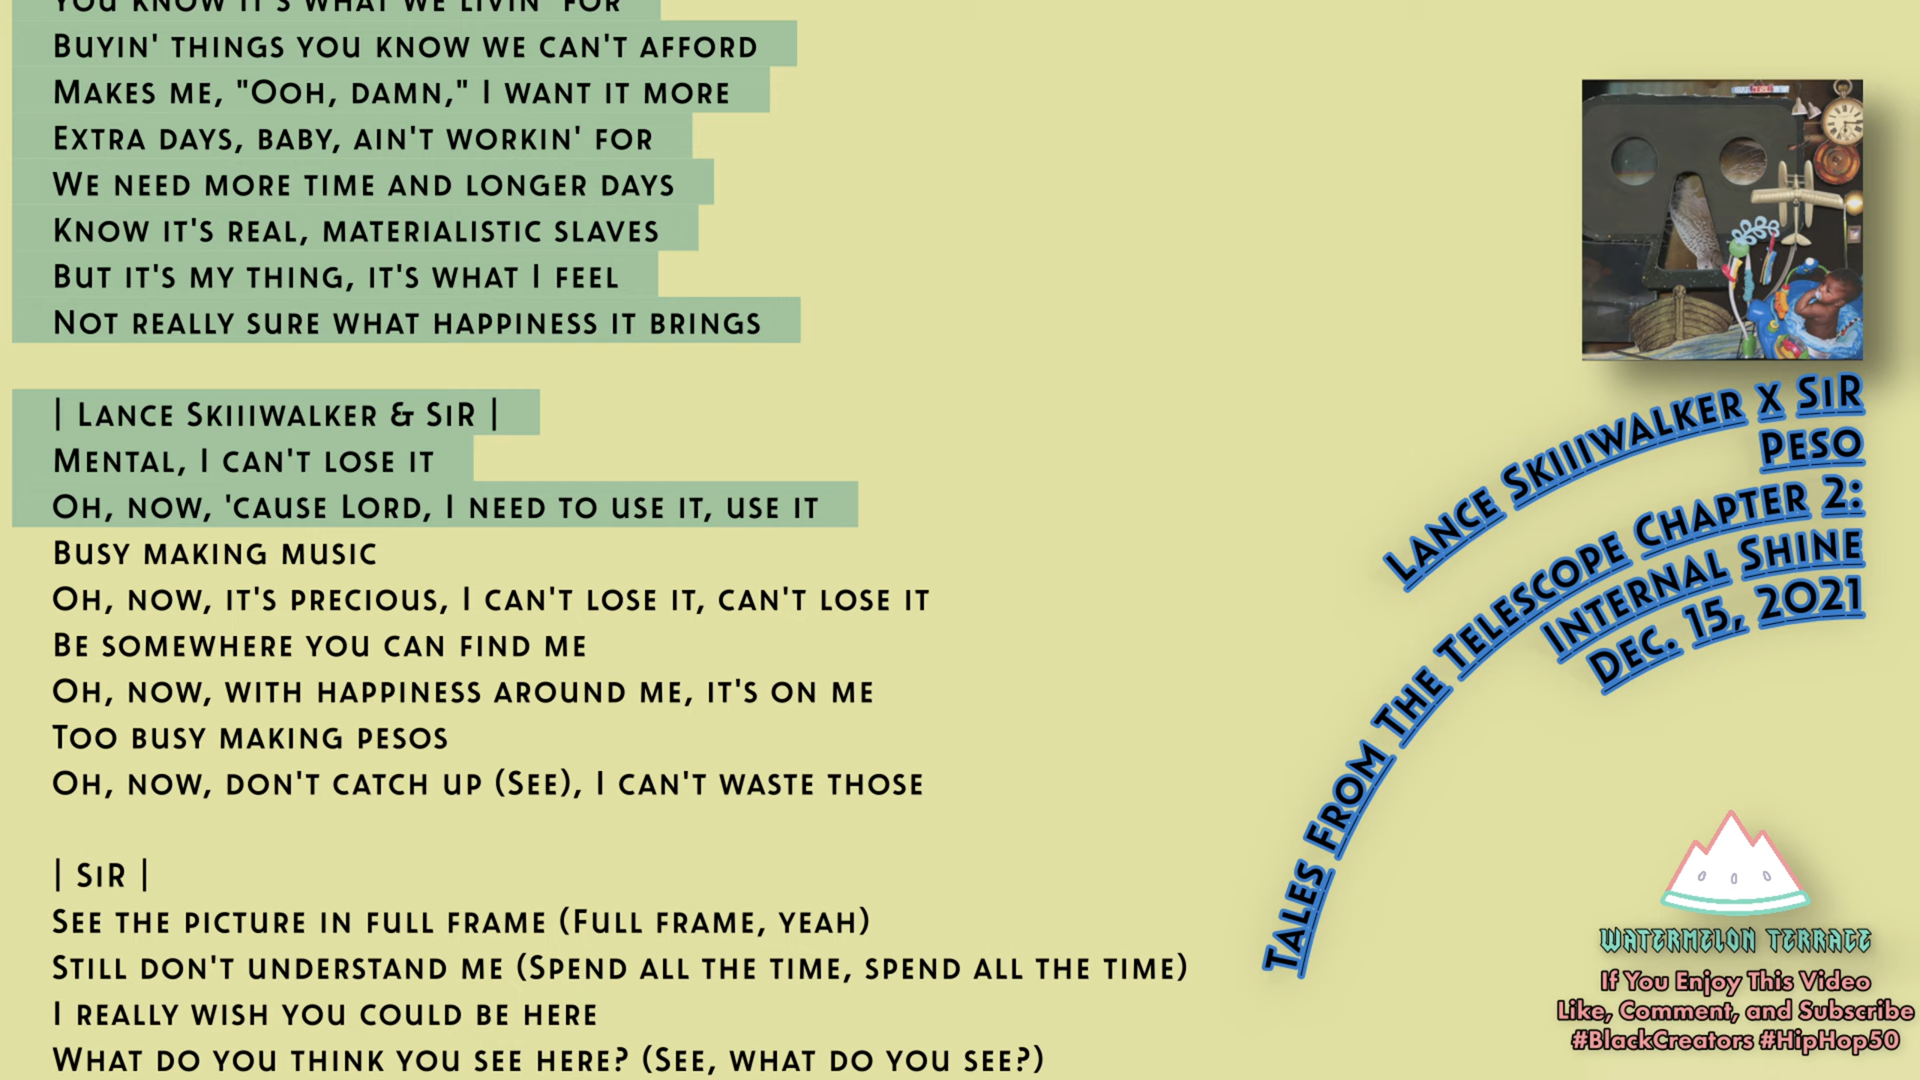 You know it's what we livin' for
Buyin' things you know we can't afford
Makes me, "Ooh, damn," I want it more
Extra days, baby, ain't workin' for
We need more time and longer days
Know it's real, materialistic slaves
But it's my thing, it's what I feel
Not really sure what happiness it brings
| Lance Skiiiwalker & SiR |
Mental, I can't lose it
Oh, now, 'cause Lord, I need to use it, use it
Busy making music
Oh, now, it's precious, I can't lose it, can't lose it
Be somewhere you can find me
Oh, now, with happiness around me, it's on me
Too busy making pesos
Oh, now, don't catch up (See), I can't waste those
| SiR |
See the picture in full frame (Full frame, yeah)
Still don't understand me (Spend all the time, spend all the time)
I really wish you could be here
What do you think you see here? (See, what do you see?)
Lance Skiiiwalker x SiR
Peso
Tales From The Telescope Chapter 2:
Internal Shine
Dec. 15, 2021
Watermelon Terrace
If You Enjoy This Video
Like, Comment, and Subscribe
#BlackCreators #HipHop50